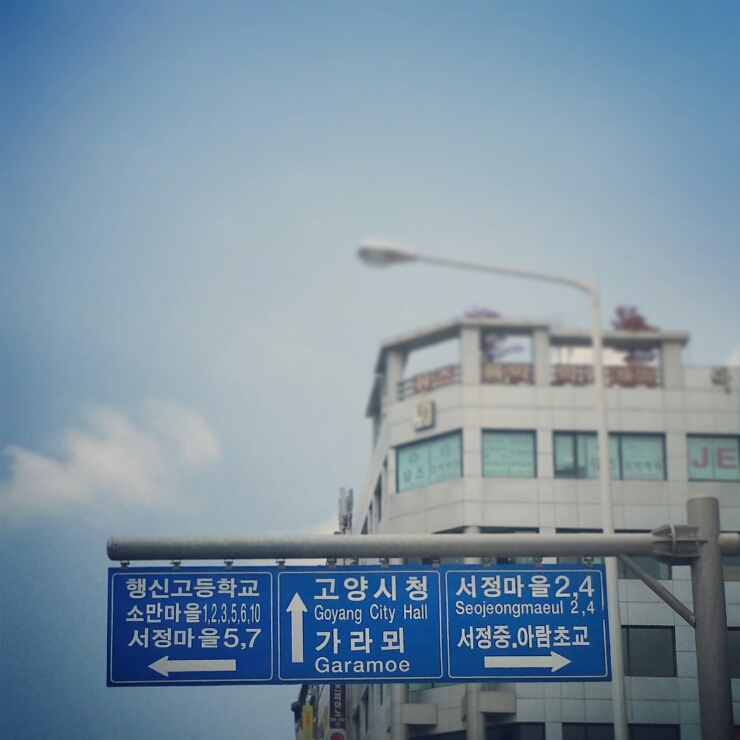 행신고등학교
소만마을1,2,3,5,6,10
서정마을5,7
고양시청
Goyang City Hall
가라뫼
Garamoe
서정마을2,4
Seojeongmaeul 2,4
서정중.아람초교
JE